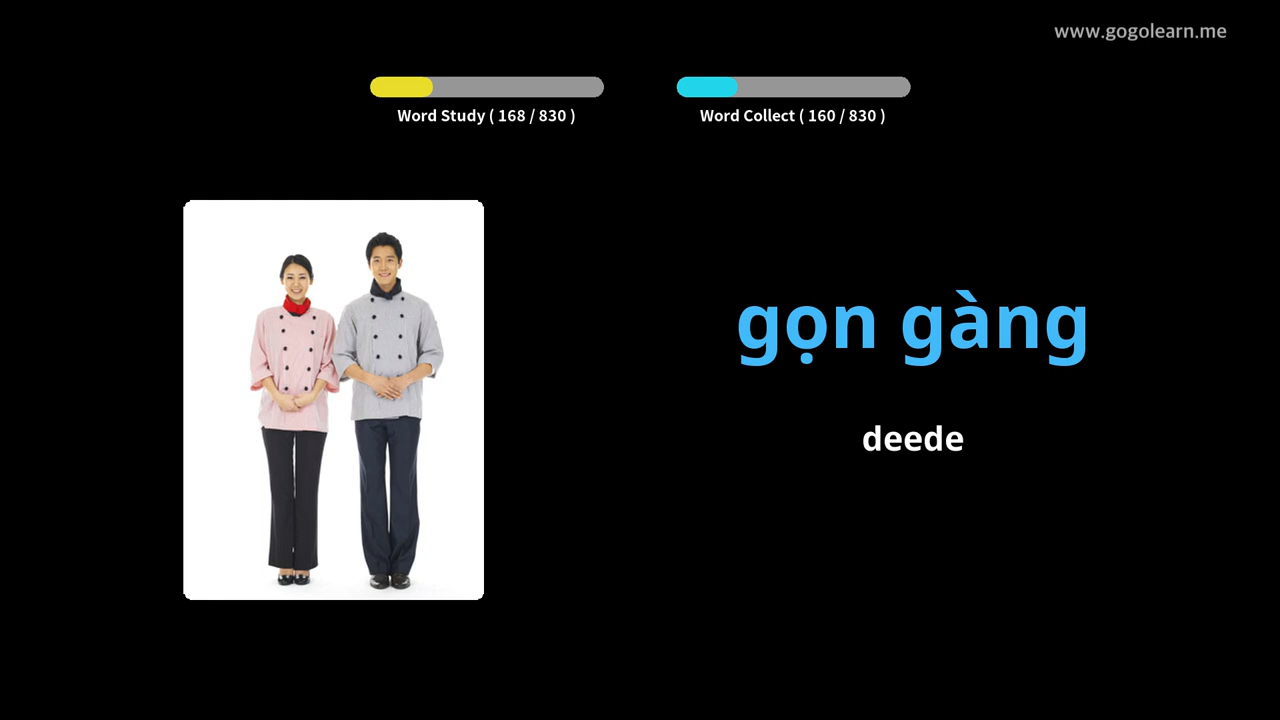 www.gogolearn.me
Word Study ( 168 / 830 )
Word Collect ( 160 / 830 )
gọn gàng
deede